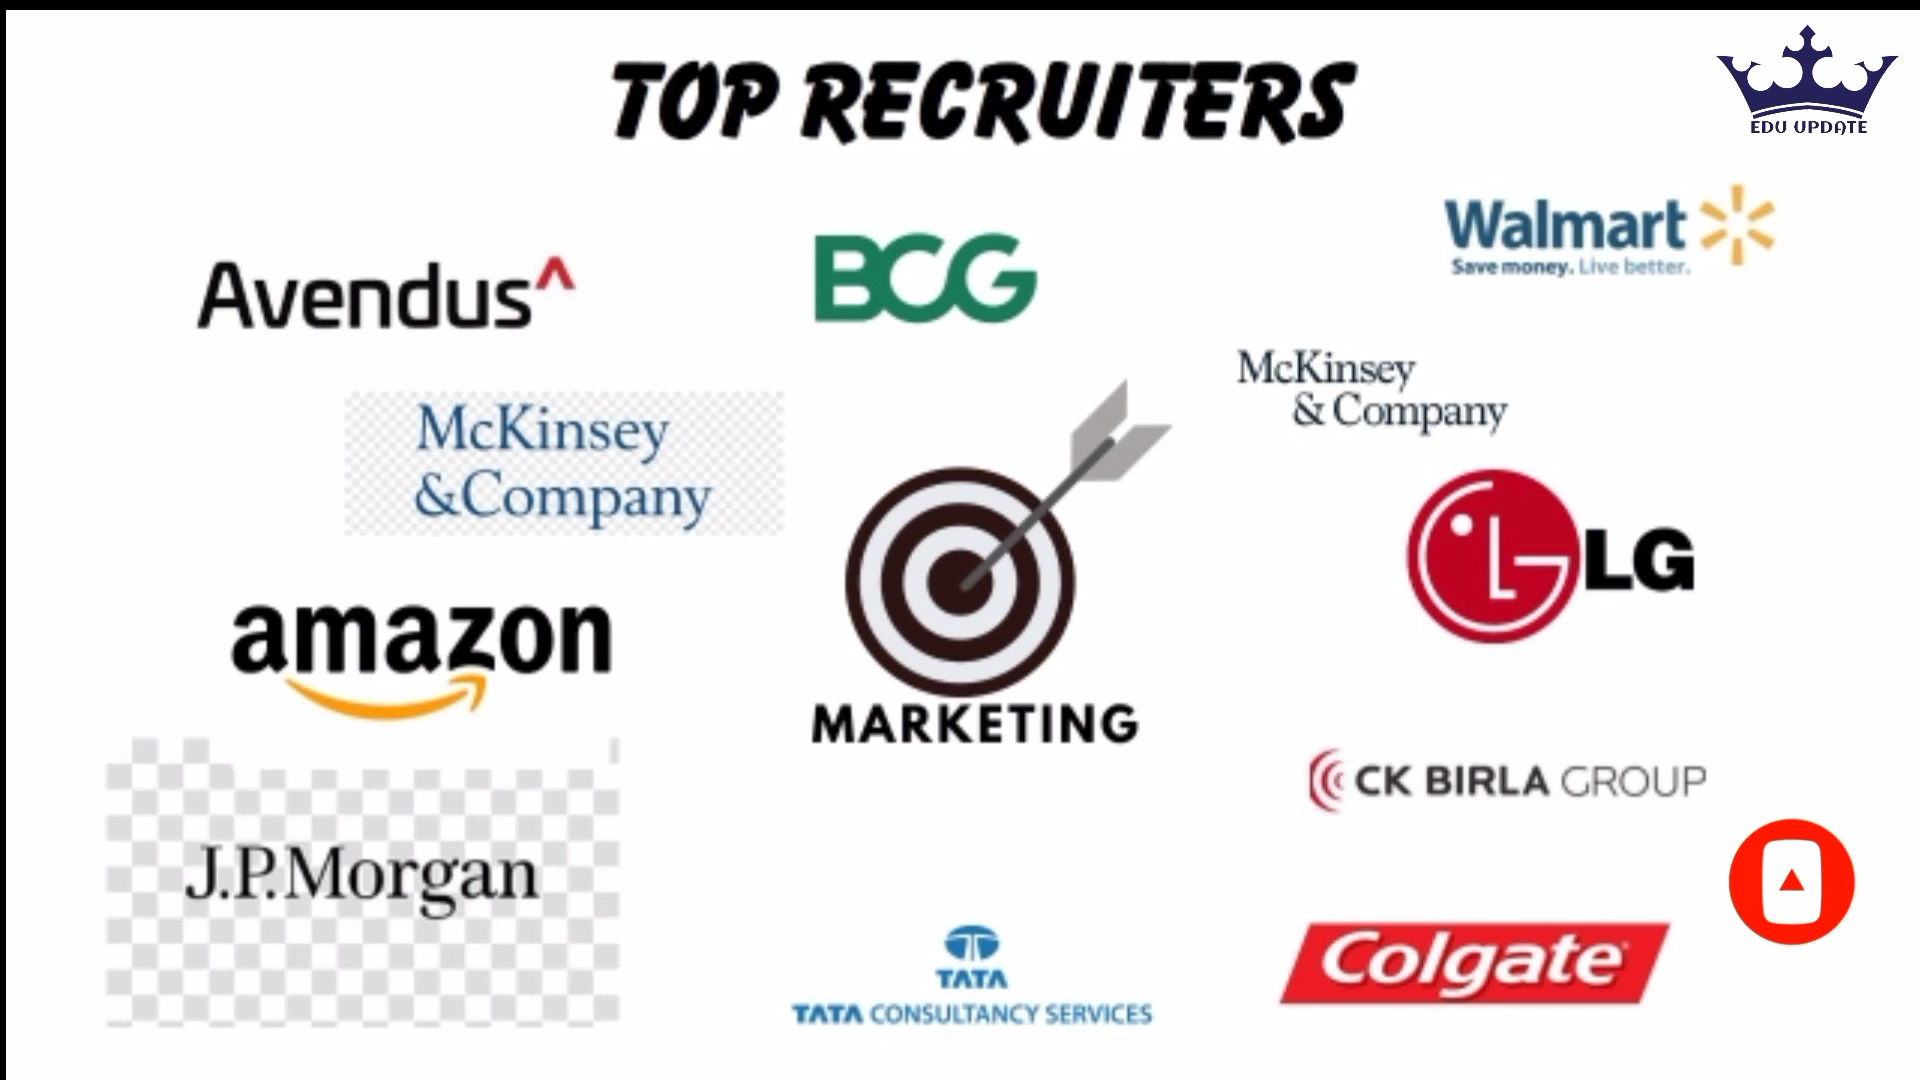 TOP RECRUITERS
EDU UPDATE
Walmart
Save money. Live better.
BCG
Avendus
McKinsey
& Company
McKinsey
&Company
LG
amazon
MARKETING
CK BIRLA GROUP
J.P.Morgan
Colgate
TATA
TATA CONSULTANCY SERVICES